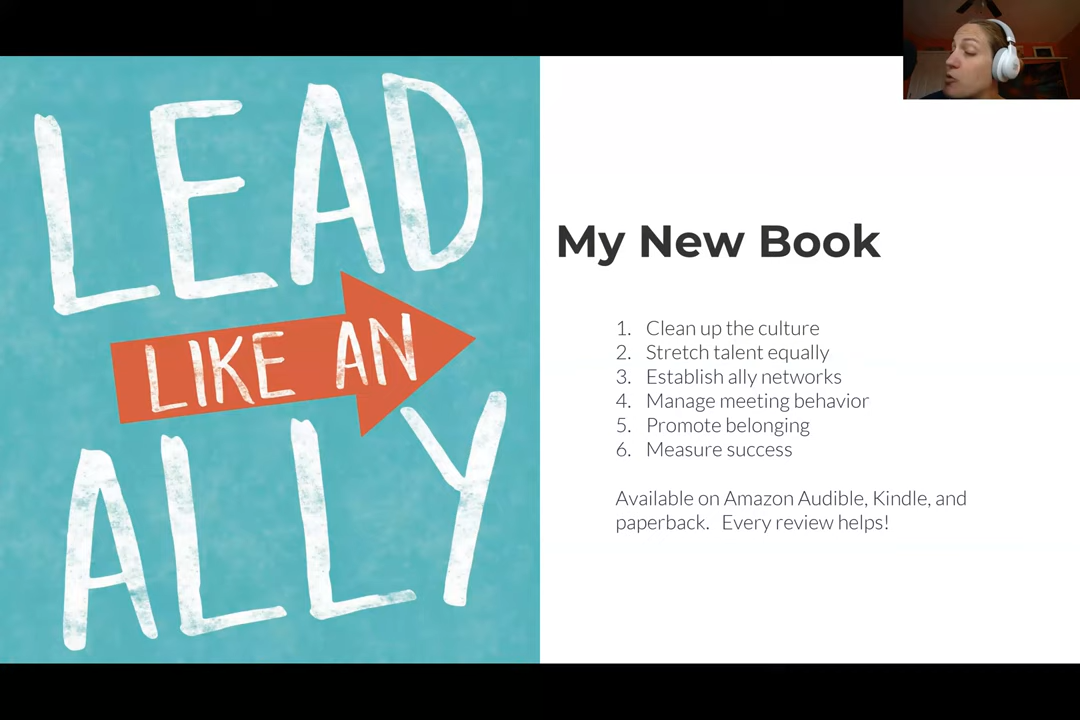 LEAD
LIKE AN
ALLY
My New Book
1. Clean up the culture
2. Stretch talent equally
3. Establish ally networks
4. Manage meeting behavior
5. Promote belonging
6. Measure success
Available on Amazon Audible, Kindle, and
paperback. Every review helps!